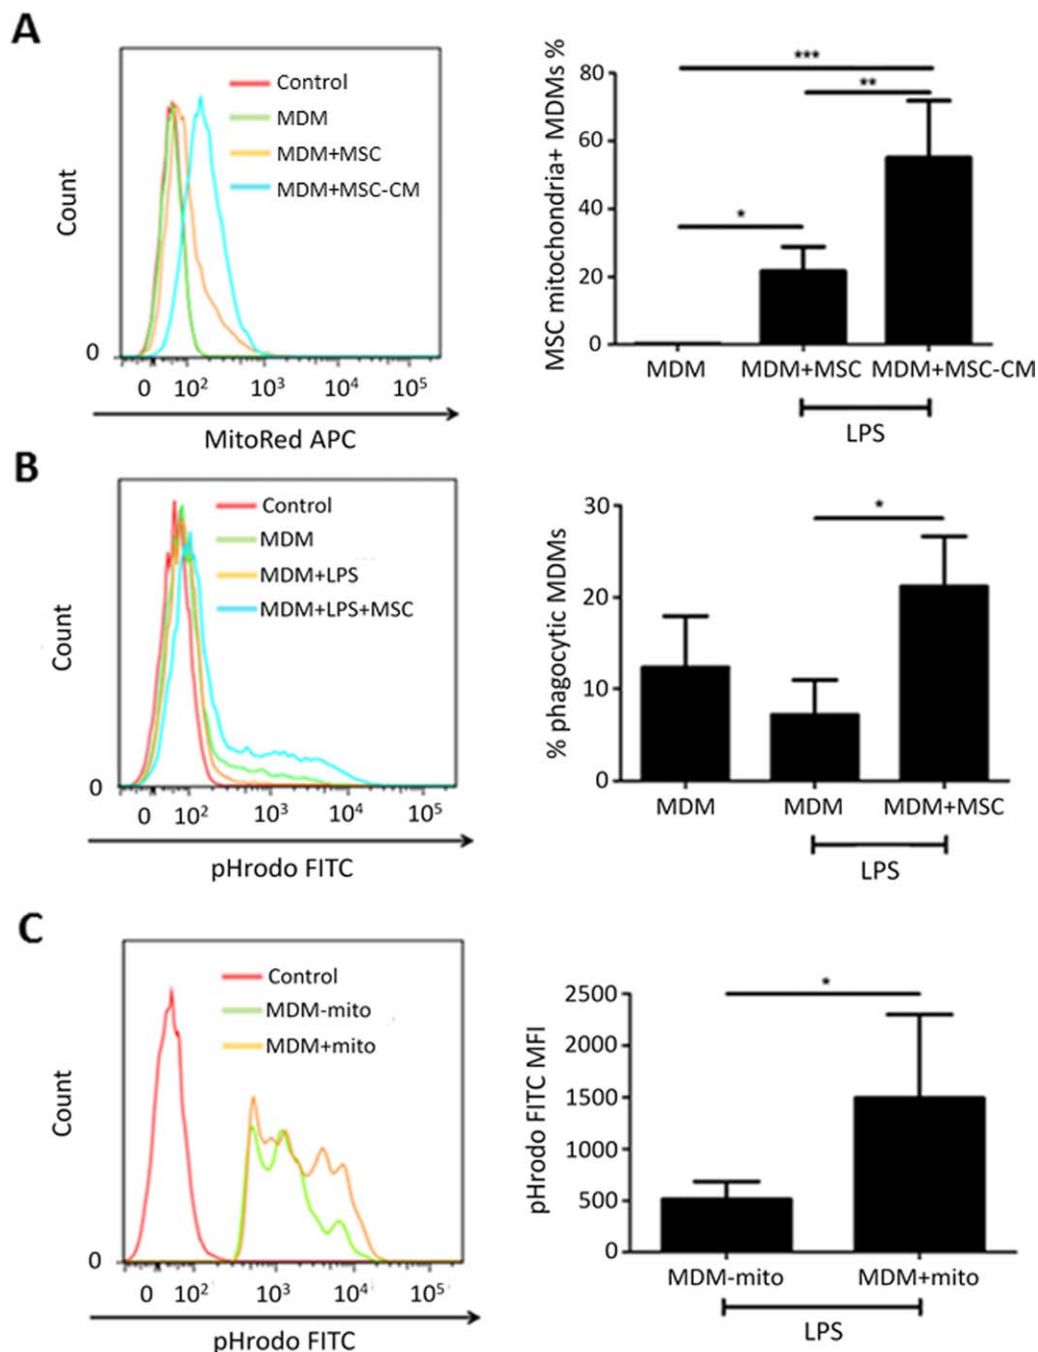 A
Control
MDM
MDM+MSC
MDM+MSC-CM
Count
0
0 10² 10³ 10⁴ 10⁵
MitoRed APC
MSC mitochondria+ MDMs %
80
60
40
20
0
***
**
*
MDM MDM+MSC MDM+MSC-CM
LPS
B
Control
MDM
MDM+LPS
MDM+LPS+MSC
Count
0
0 10² 10³ 10⁴ 10⁵
pHrodo FITC
% phagocytic MDMs
30
20
10
0
*
MDM MDM MDM+MSC
LPS
C
Control
MDM-mito
MDM+mito
Count
0
0 10² 10³ 10⁴ 10⁵
pHrodo FITC
pHrodo FITC MFI
2500
2000
1500
1000
500
0
*
MDM-mito MDM+mito
LPS